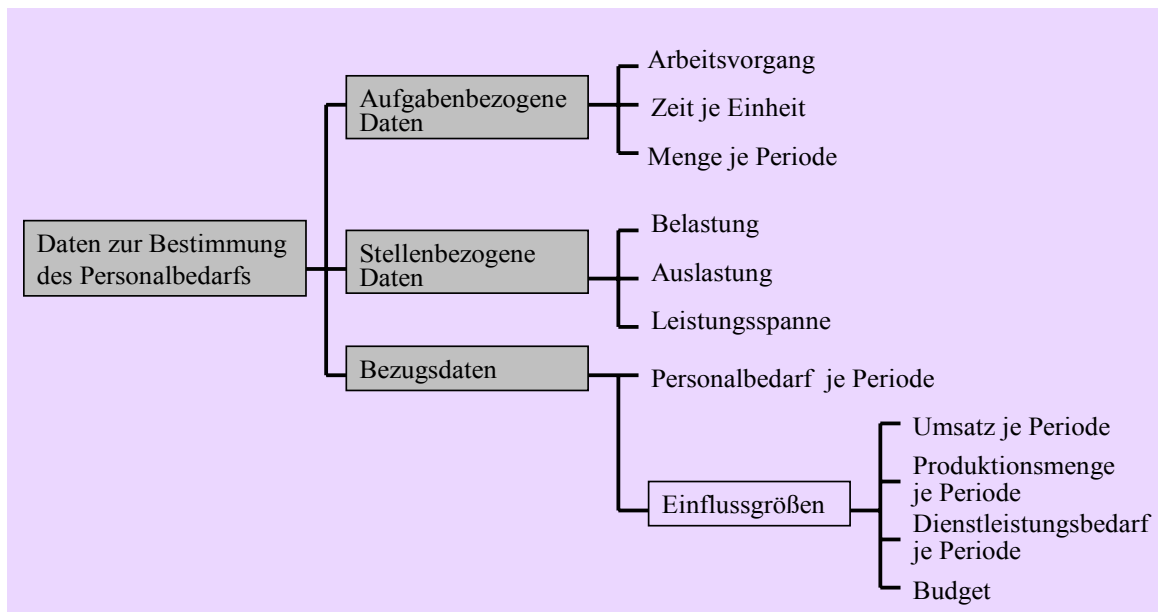 Daten zur Bestimmung
des Personalbedarfs
Aufgabenbezogene
Daten
Arbeitsvorgang
Zeit je Einheit
Menge je Periode
Stellenbezogene
Daten
Belastung
Auslastung
Leistungsspanne
Bezugsdaten
Personalbedarf je Periode
Einflussgrößen
Umsatz je Periode
Produktionsmenge
je Periode
Dienstleistungsbedarf
je Periode
Budget